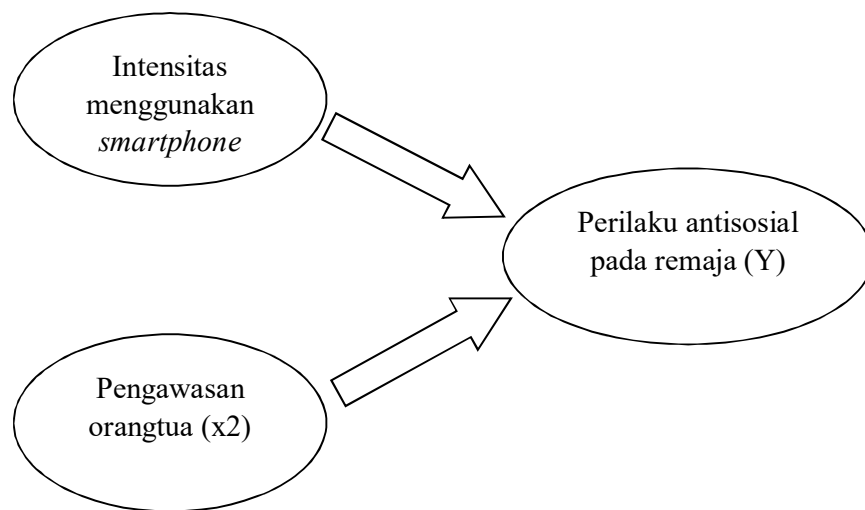 Intensitas
menggunakan
smartphone
Perilaku antisosial
pada remaja (Y)
Pengawasan
orangtua (x2)